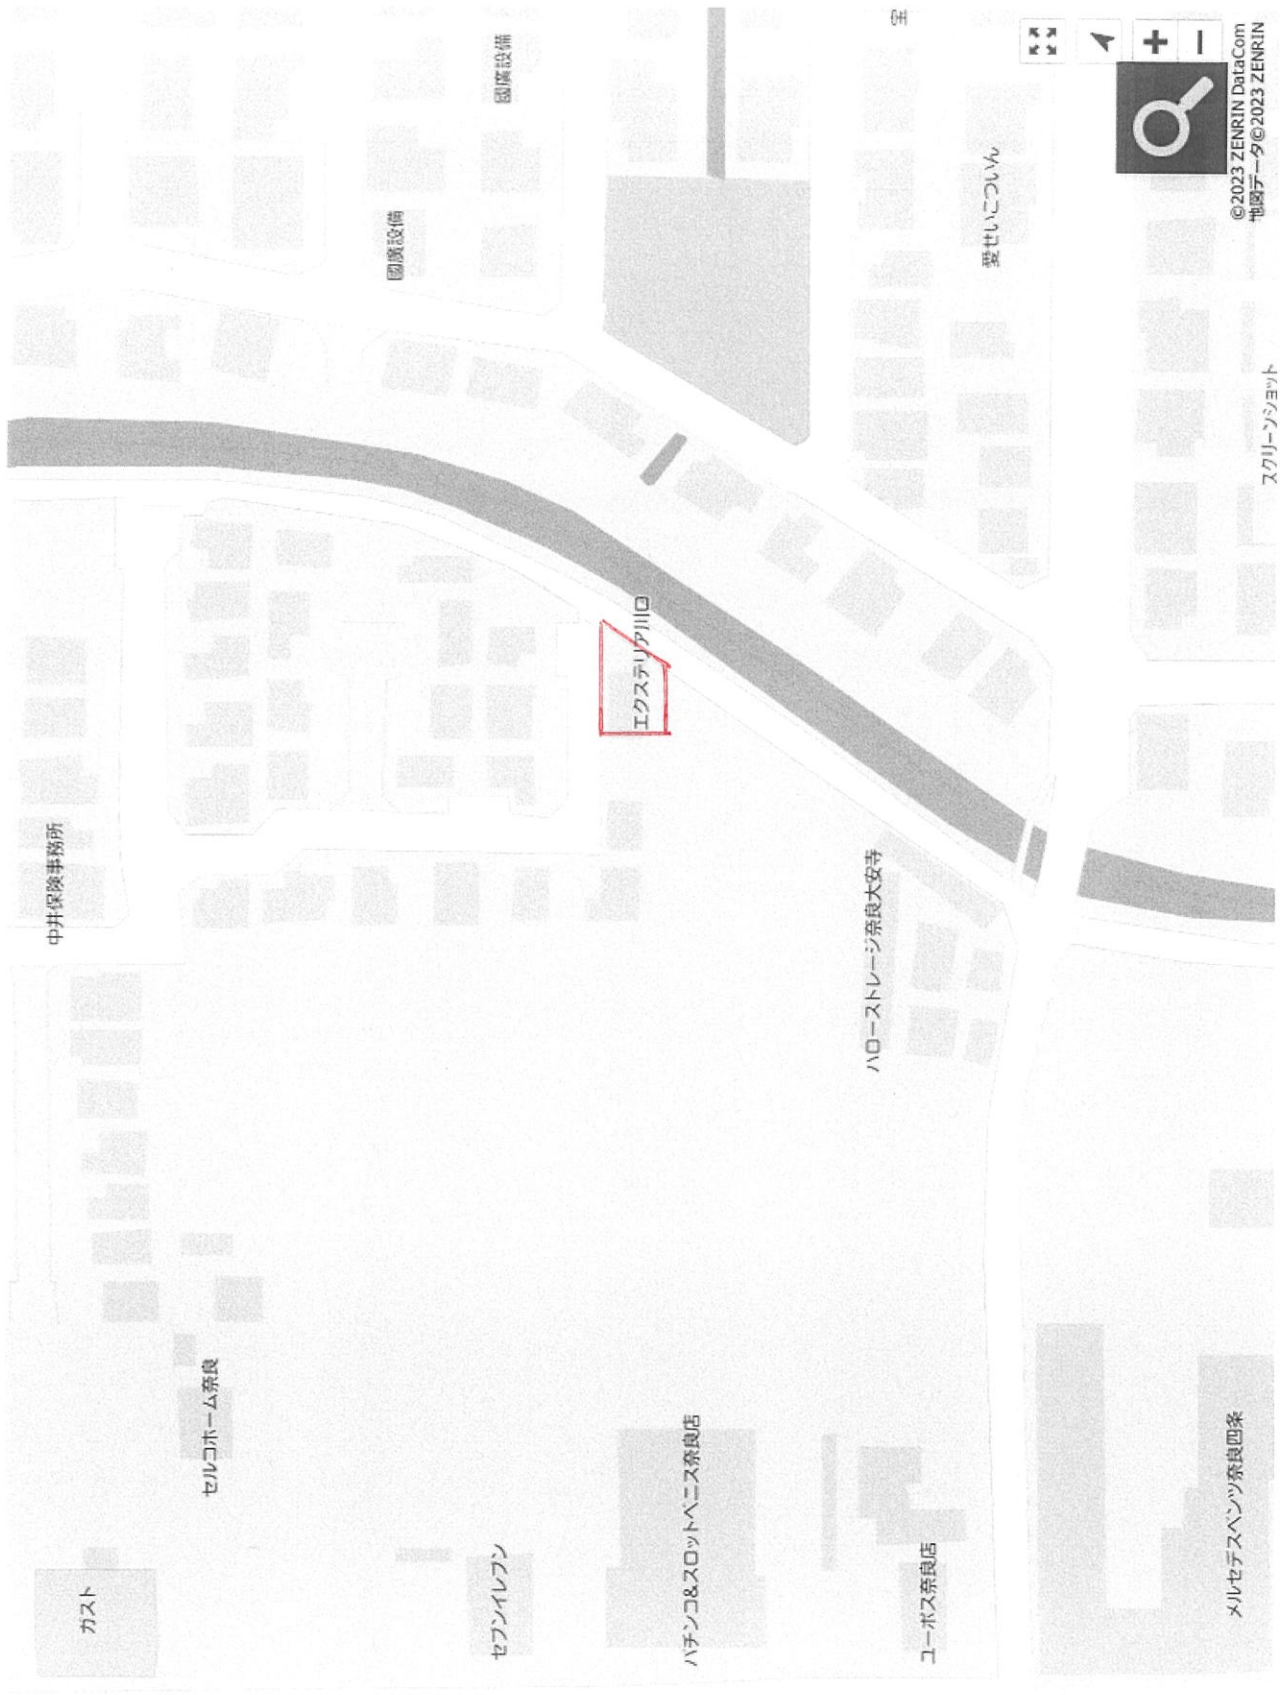 中井保険事務所
ガスト
セルコホーム奈良
國廣設備
セブンイレブン
國廣設備
エクステリア川口
パチンコ&スロットベニス奈良店
ハローストレージ奈良大安寺
ユーポス奈良店
愛せいこついん
メルセデスベンツ奈良四条
©2023 ZENRIN DataCom
地図データ©2023 ZENRIN
スクリーンショット